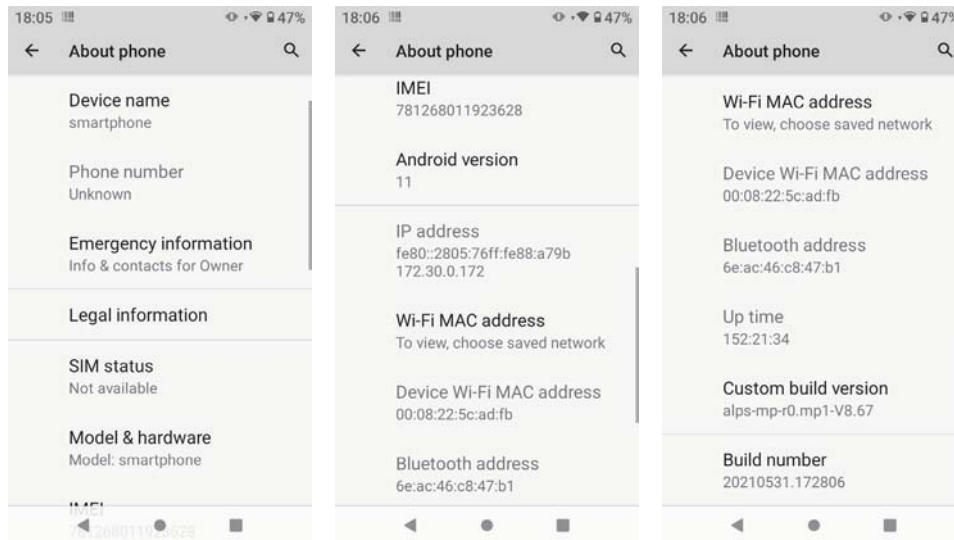 18:05
47%
About phone
Device name
smartphone
Phone number
Unknown
Emergency information
Info & contacts for Owner
Legal information
SIM status
Not available
Model & hardware
Model: smartphone
IMEI
781268011923628
18:06
47%
About phone
IMEI
781268011923628
Android version
11
IP address
fe80::2805:76ff:fe88:a79b
172.30.0.172
Wi-Fi MAC address
To view, choose saved network
Device Wi-Fi MAC address
00:08:22:5c:ad:fb
Bluetooth address
6e:ac:46:c8:47:b1
18:06
47%
About phone
Wi-Fi MAC address
To view, choose saved network
Device Wi-Fi MAC address
00:08:22:5c:ad:fb
Bluetooth address
6e:ac:46:c8:47:b1
Up time
152:21:34
Custom build version
alps-mp-r0.mp1-V8.67
Build number
20210531.172806